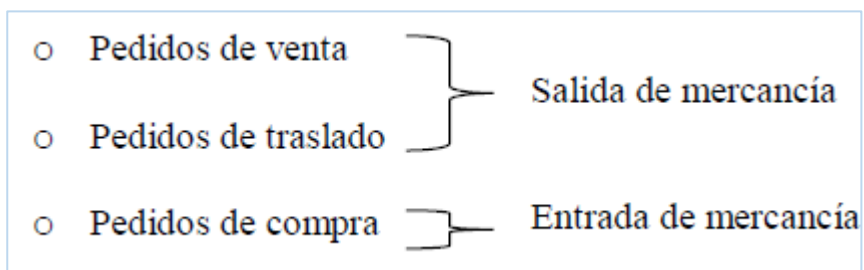 o Pedidos de venta
Salida de mercancía
o Pedidos de traslado
o Pedidos de compra
Entrada de mercancía